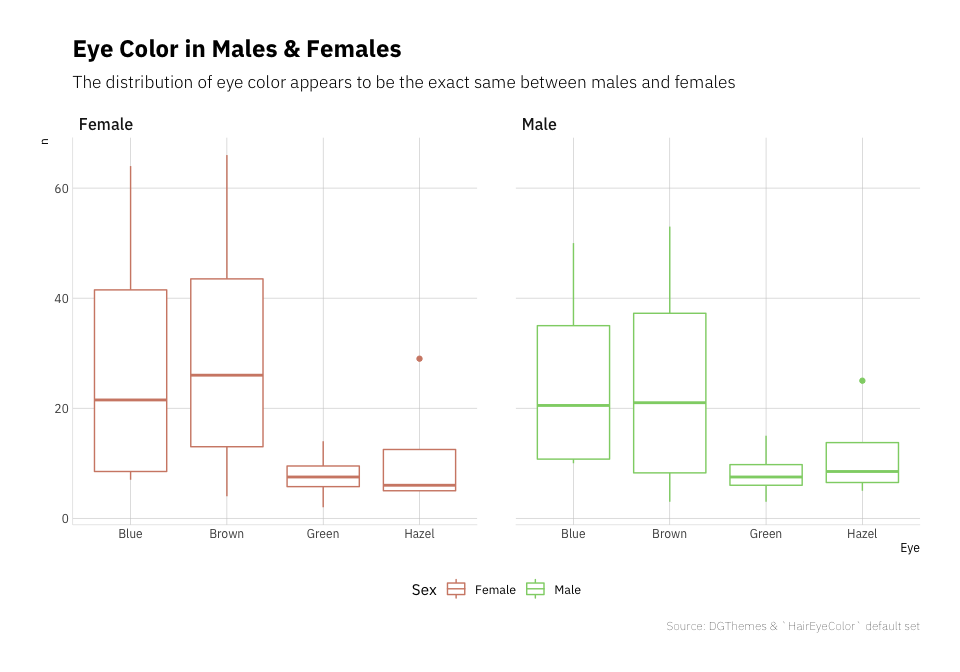 Eye Color in Males & Females
The distribution of eye color appears to be the exact same between males and females
Female
Male
n
60
40
20
0
Blue Brown Green Hazel
Blue Brown Green Hazel
Eye
Sex Female Male
Source: DGThemes & `HairEyeColor` default set